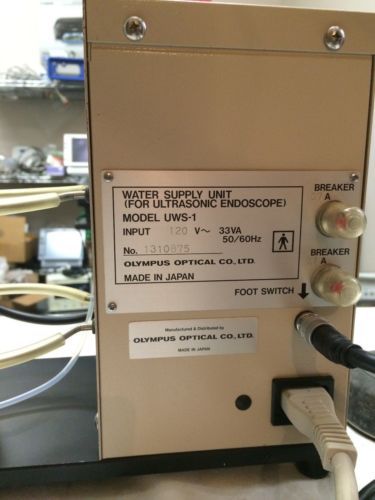 WATER SUPPLY UNIT
(FOR ULTRASONIC ENDOSCOPE)
MODEL UWS-1
INPUT 120 V~ 33VA
50/60Hz
No. 1310875
OLYMPUS OPTICAL CO., LTD.
MADE IN JAPAN
BREAKER
A
BREAKER
A
FOOT SWITCH ↓
Manufactured & Distributed by
OLYMPUS OPTICAL CO., LTD.
MADE IN JAPAN